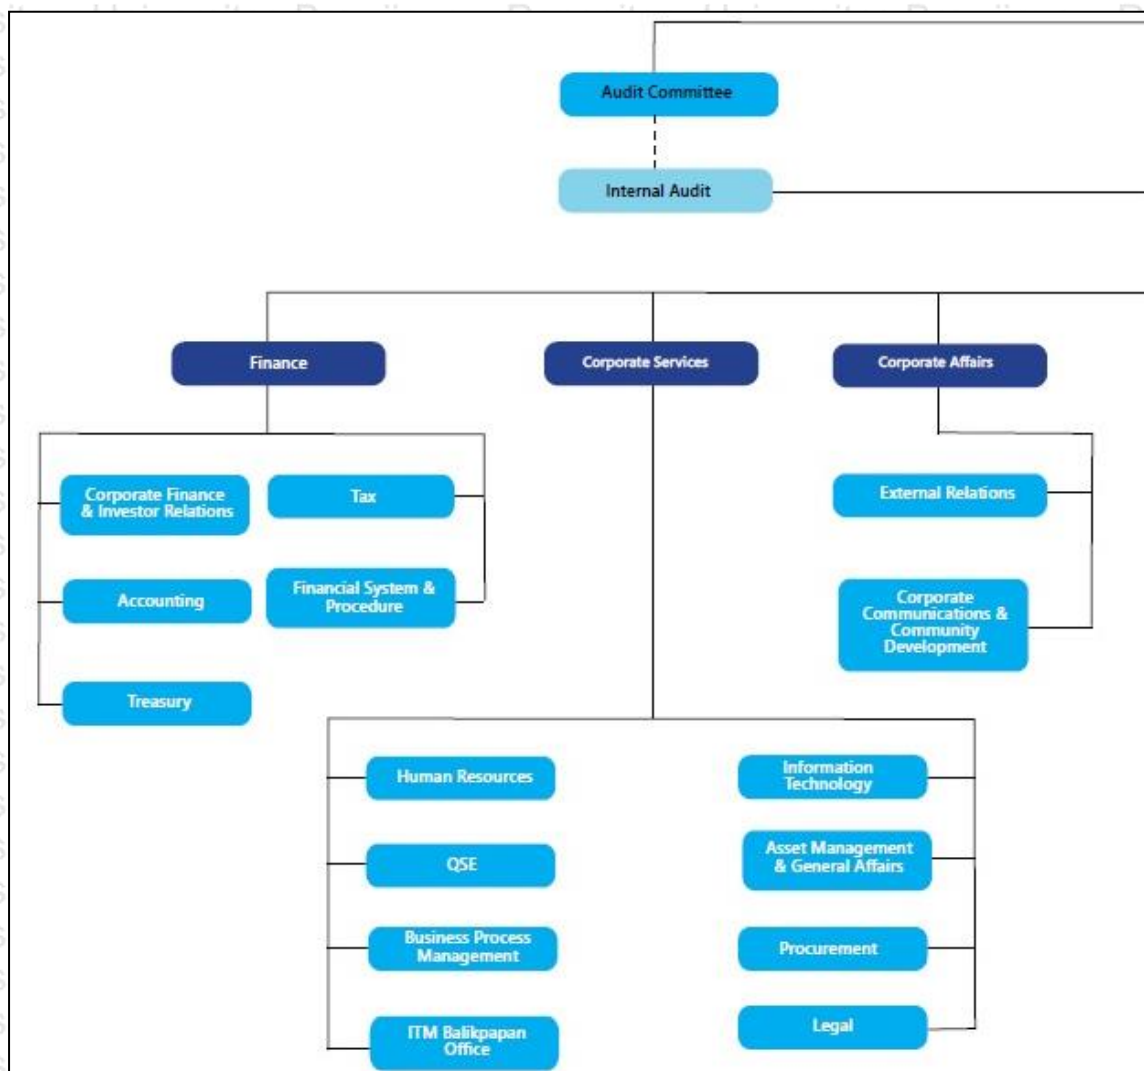 Audit Committee
Internal Audit
Finance
Corporate Services
Corporate Affairs
Corporate Finance
& Investor Relations
Tax
External Relations
Accounting
Financial System &
Procedure
Corporate
Communications &
Community
Development
Treasury
Human Resources
Information
Technology
QSE
Asset Management
& General Affairs
Business Process
Management
Procurement
ITM Balikpapan
Office
Legal